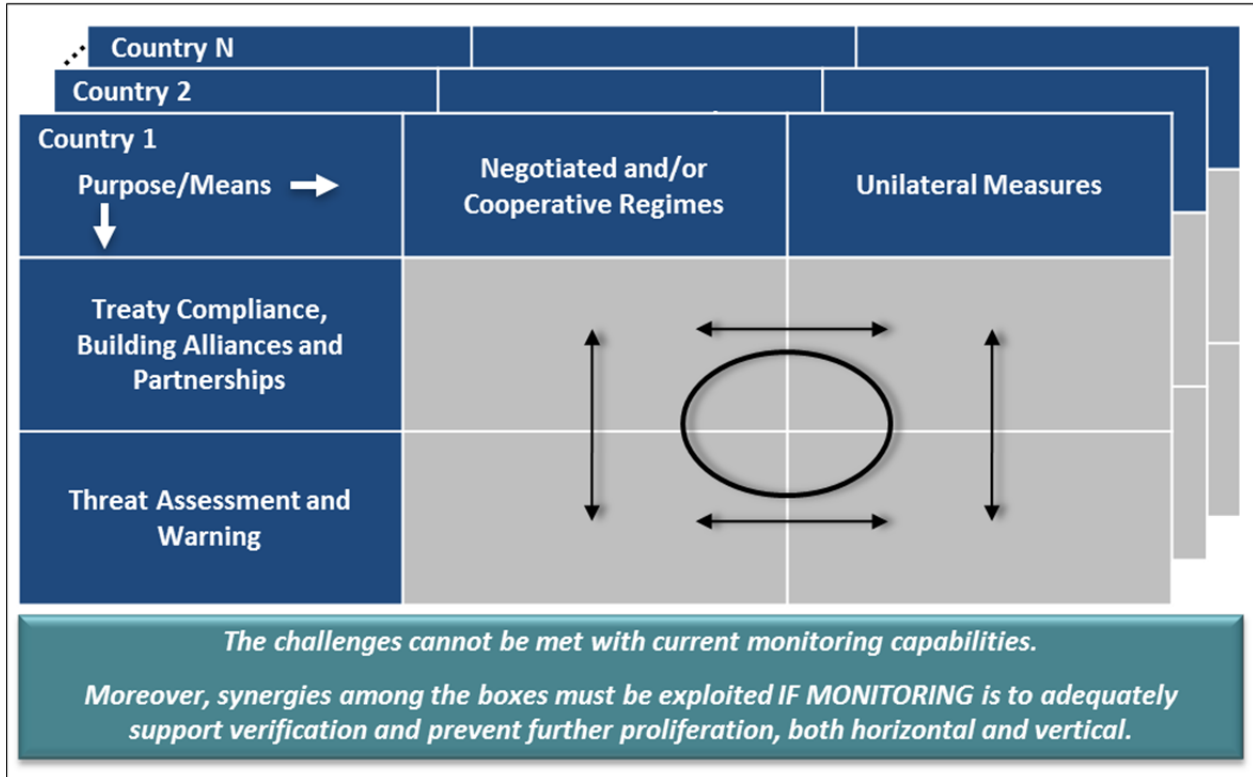 Country N
Country 2
Country 1
Purpose/Means
Negotiated and/or
Cooperative Regimes
Unilateral Measures
Treaty Compliance,
Building Alliances and
Partnerships
Threat Assessment and
Warning
The challenges cannot be met with current monitoring capabilities.
Moreover, synergies among the boxes must be exploited IF MONITORING is to adequately
support verification and prevent further proliferation, both horizontal and vertical.